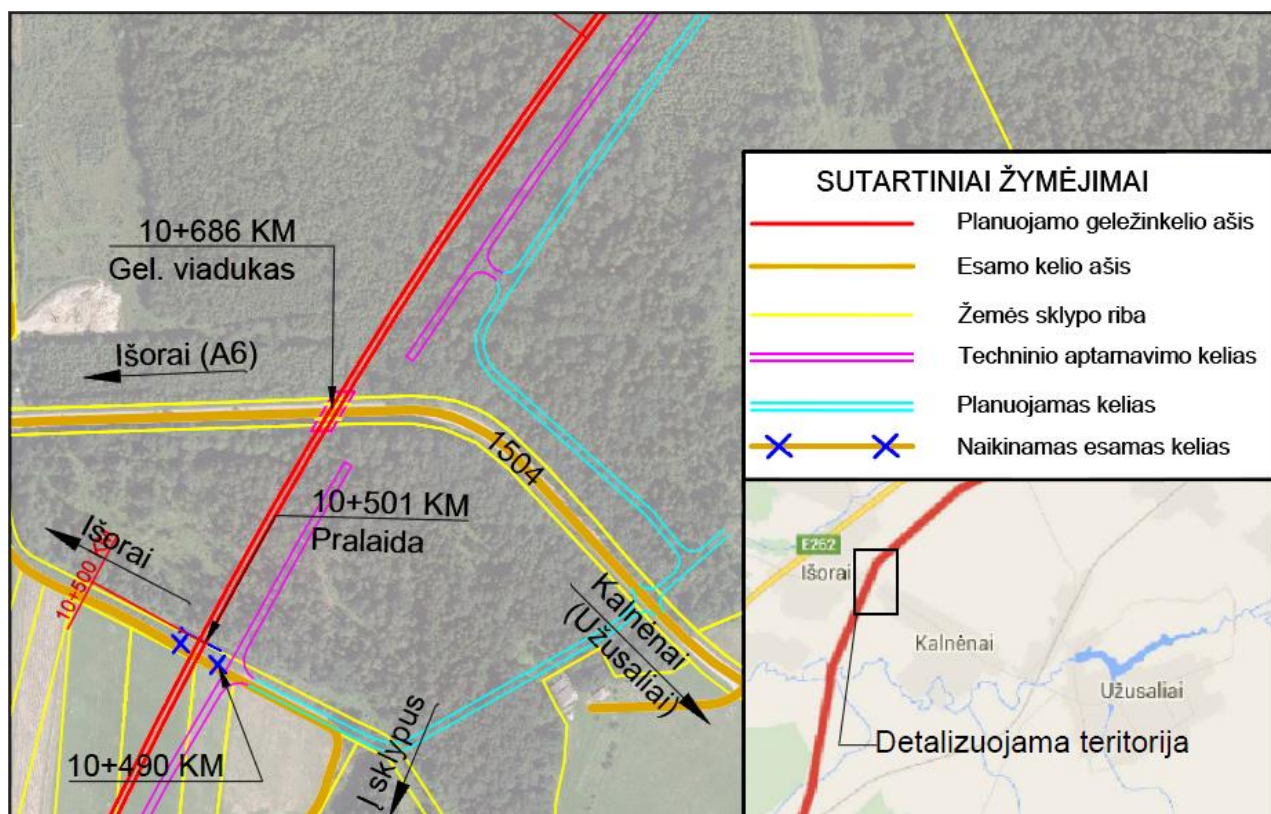 10+686 KM
Gel. viadukas
Išorai (A6)
1504
10+501 KM
Pralaida
Išorai
10+500 KM
Kalnėnai
(Užusaliai)
Į sklypus
10+490 KM
SUTARTINIAI ŽYMĖJIMAI
Planuojamo geležinkelio ašis
Esamo kelio ašis
Žemės sklypo riba
Techninio aptarnavimo kelias
Planuojamas kelias
Naikinamas esamas kelias
E262
Išorai
Kalnėnai
Užusaliai
Detalizuojama teritorija